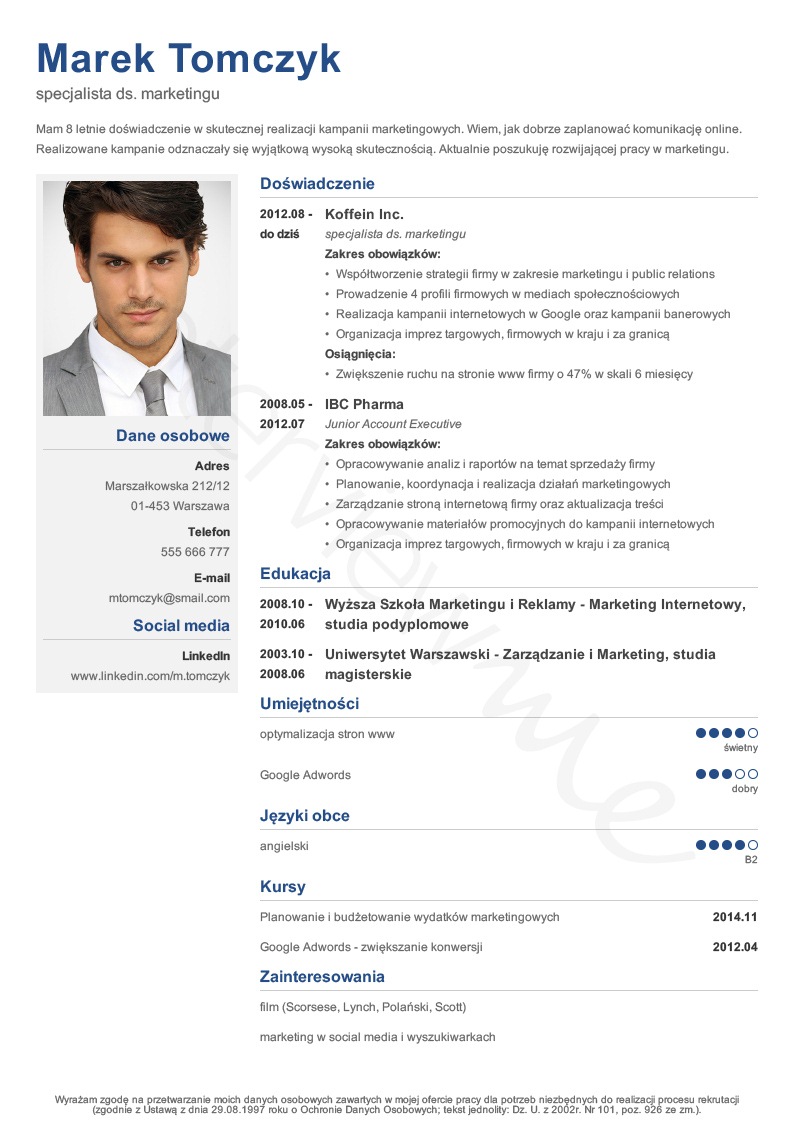 Marek Tomczyk
specjalista ds. marketingu
Mam 8 letnie doświadczenie w skutecznej realizacji kampanii marketingowych. Wiem, jak dobrze zaplanować komunikację online.
Realizowane kampanie odznaczały się wyjątkową wysoką skutecznością. Aktualnie poszukuję rozwijającej pracy w marketingu.
Dane osobowe
Adres
Marszałkowska 212/12
01-453 Warszawa
Telefon
555 666 777
E-mail
mtomczyk@smail.com
Social media
LinkedIn
www.linkedin.com/m.tomczyk
Doświadczenie
2012.08 - Koffein Inc.
do dziś specjalista ds. marketingu
Zakres obowiązków:
• Współtworzenie strategii firmy w zakresie marketingu i public relations
• Prowadzenie 4 profili firmowych w mediach społecznościowych
• Realizacja kampanii internetowych w Google oraz kampanii banerowych
• Organizacja imprez targowych, firmowych w kraju i za granicą
Osiągnięcia:
• Zwiększenie ruchu na stronie www firmy o 47% w skali 6 miesięcy
2008.05 - IBC Pharma
2012.07 Junior Account Executive
Zakres obowiązków:
• Opracowywanie analiz i raportów na temat sprzedaży firmy
• Planowanie, koordynacja i realizacja działań marketingowych
• Zarządzanie stroną internetową firmy oraz aktualizacja treści
• Opracowywanie materiałów promocyjnych do kampanii internetowych
• Organizacja imprez targowych, firmowych w kraju i za granicą
Edukacja
2008.10 - Wyższa Szkoła Marketingu i Reklamy - Marketing Internetowy,
2010.06 studia podyplomowe
2003.10 - Uniwersytet Warszawski - Zarządzanie i Marketing, studia
2008.06 magisterskie
Umiejętności
optymalizacja stron www
świetny
Google Adwords
dobry
Języki obce
angielski
B2
Kursy
Planowanie i budżetowanie wydatków marketingowych 2014.11
Google Adwords - zwiększanie konwersji 2012.04
Zainteresowania
film (Scorsese, Lynch, Polański, Scott)
marketing w social media i wyszukiwarkach
Wyrażam zgodę na przetwarzanie moich danych osobowych zawartych w mojej ofercie pracy dla potrzeb niezbędnych do realizacji procesu rekrutacji
(zgodnie z Ustawą z dnia 29.08.1997 roku o Ochronie Danych Osobowych; tekst jednolity: Dz. U. z 2002r. Nr 101, poz. 926 ze zm.).
interviewme